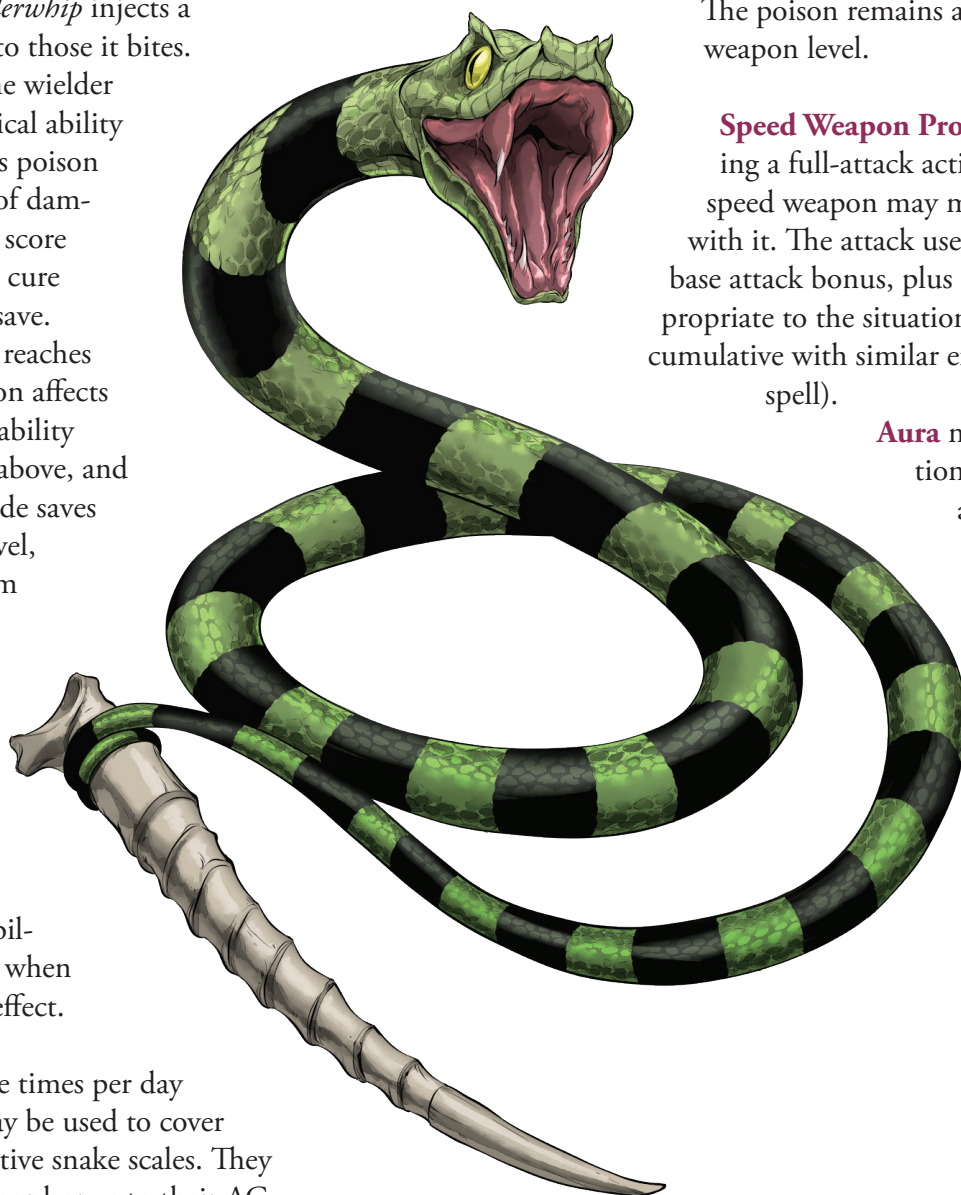 derwhip injects a
to those it bites.
he wielder
ical ability
s poison
of dam-
score
cure
save.
reaches
on affects
ability
above, and
de saves
vel,
m
bil-
when
effect.
e times per day
ay be used to cover
tive snake scales. They
The poison remains a
weapon level.
Speed Weapon Pro
ing a full-attack acti
speed weapon may m
with it. The attack use
base attack bonus, plus
propriate to the situation
cumulative with similar e
spell).
Aura n
tion
a